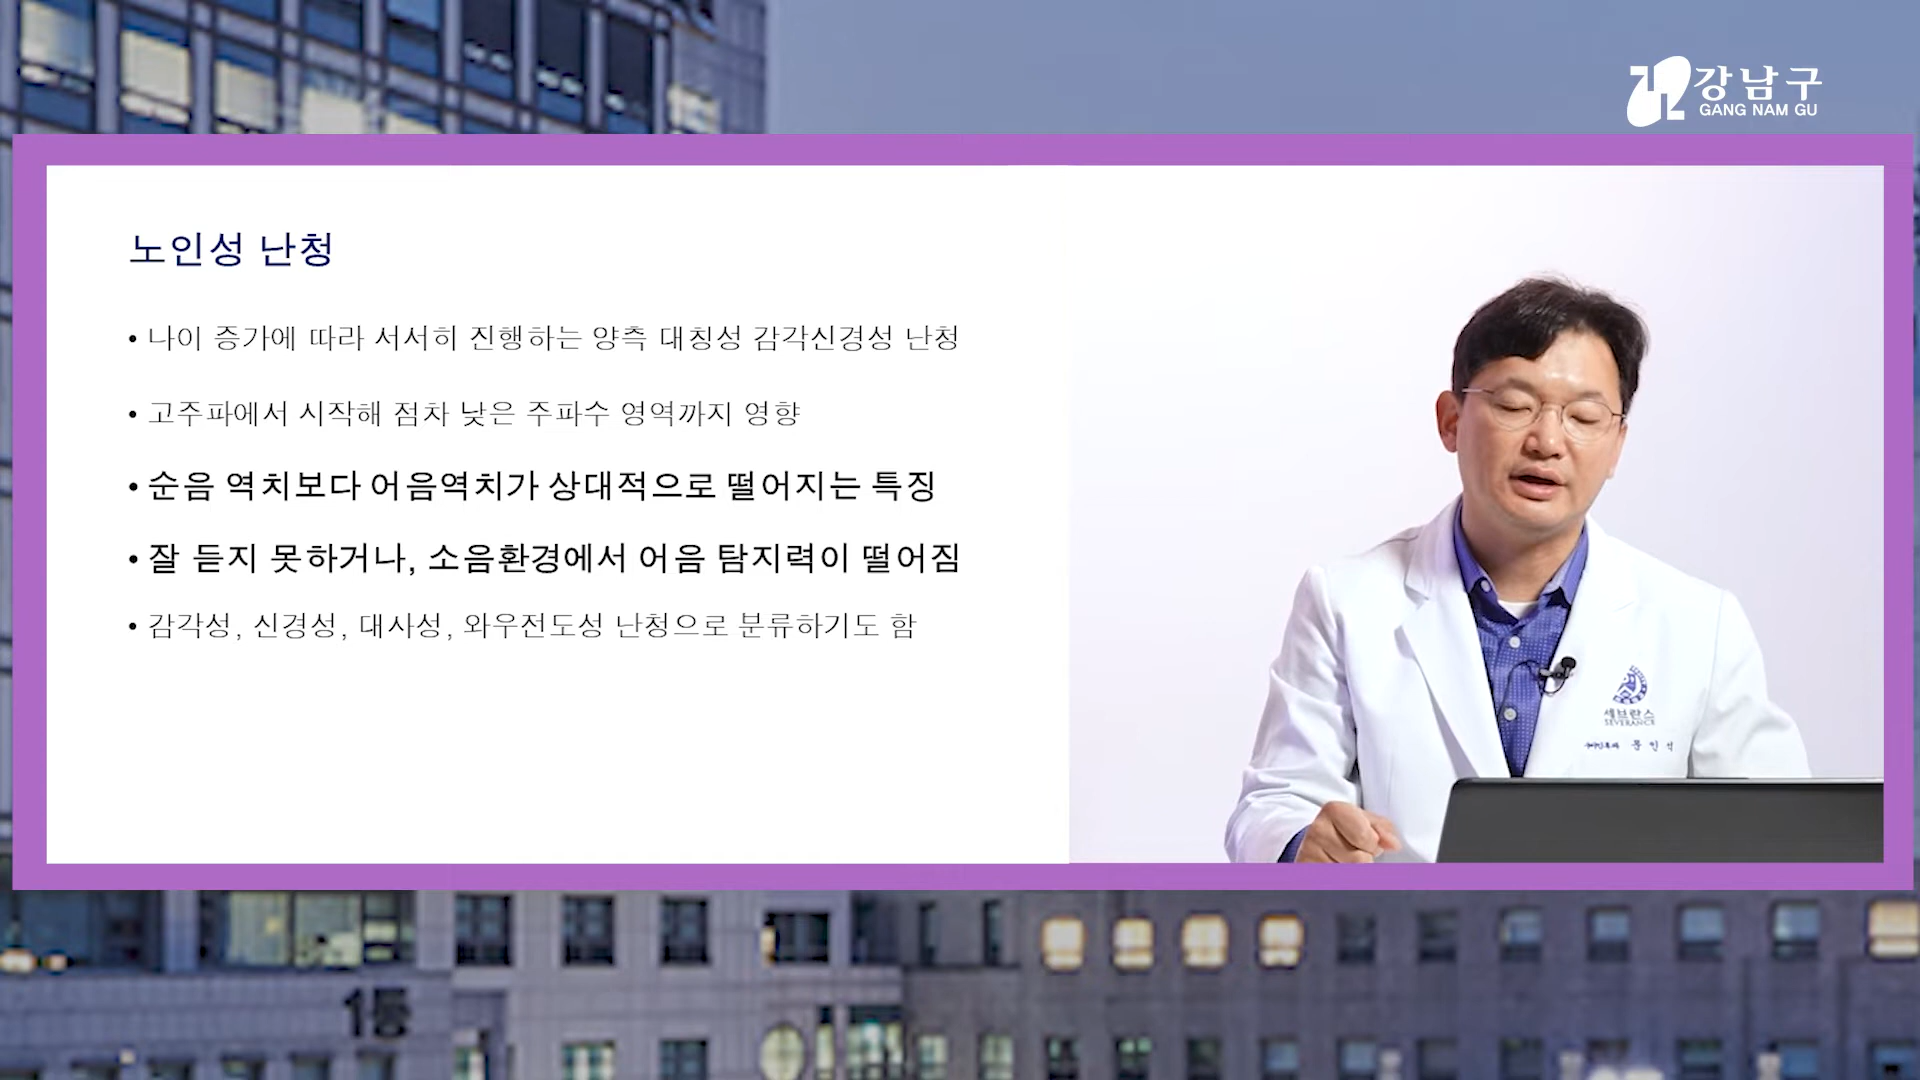 강남구
GANG NAM GU
노인성 난청
• 나이 증가에 따라 서서히 진행하는 양측 대칭성 감각신경성 난청
• 고주파에서 시작해 점차 낮은 주파수 영역까지 영향
• 순음 역치보다 어음역치가 상대적으로 떨어지는 특징
• 잘 듣지 못하거나, 소음환경에서 어음 탐지력이 떨어짐
• 감각성, 신경성, 대사성, 와우전도성 난청으로 분류하기도 함
세브란스
SEVERANCE
1동